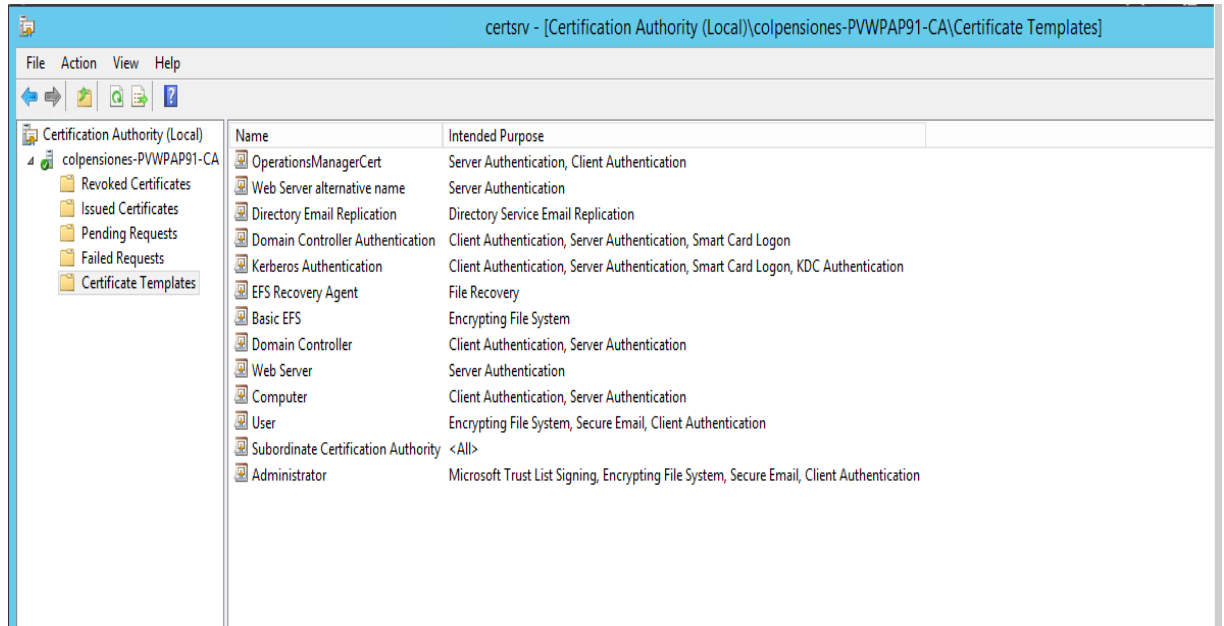 certsrv - [Certification Authority (Local)\colpensiones-PVWPAP91-CA\Certificate Templates]
File Action View Help
Certification Authority (Local)
colpensiones-PVWPAP91-CA
Revoked Certificates
Issued Certificates
Pending Requests
Failed Requests
Certificate Templates
Name Intended Purpose
OperationsManagerCert Server Authentication, Client Authentication
Web Server alternative name Server Authentication
Directory Email Replication Directory Service Email Replication
Domain Controller Authentication Client Authentication, Server Authentication, Smart Card Logon
Kerberos Authentication Client Authentication, Server Authentication, Smart Card Logon, KDC Authentication
EFS Recovery Agent File Recovery
Basic EFS Encrypting File System
Domain Controller Client Authentication, Server Authentication
Web Server Server Authentication
Computer Client Authentication, Server Authentication
User Encrypting File System, Secure Email, Client Authentication
Subordinate Certification Authority <All>
Administrator Microsoft Trust List Signing, Encrypting File System, Secure Email, Client Authentication